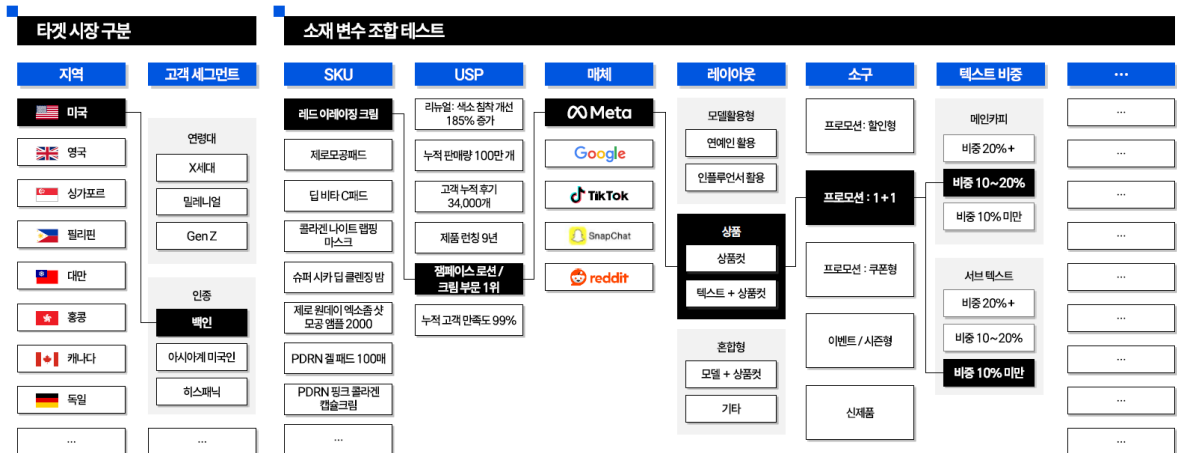 타겟 시장 구분
소재 변수 조합 테스트
지역
미국
영국
싱가포르
필리핀
대만
홍콩
캐나다
독일
...
고객 세그먼트
연령대
X세대
밀레니얼
Gen Z
인종
백인
아시아계 미국인
히스패닉
...
SKU
레드 이레이징 크림
제로모공패드
딥 비타 C패드
콜라겐 나이트 랩핑
마스크
슈퍼 시카 딥 클렌징 밤
제로 원데이 엑소좀 샷
모공 앰플 2000
PDRN 겔 패드 100매
PDRN 핑크 콜라겐
캡슐크림
...
USP
리뉴얼: 색소 침착 개선
185% 증가
누적 판매량 100만 개
고객 누적 후기
34,000개
제품 런칭 9년
잼페이스 로션 /
크림 부문 1위
누적 고객 만족도 99%
매체
Meta
Google
TikTok
SnapChat
reddit
레이아웃
모델활용형
연예인 활용
인플루언서 활용
상품
상품컷
텍스트 + 상품컷
혼합형
모델 + 상품컷
기타
소구
프로모션: 할인형
프로모션 : 1 + 1
프로모션 : 쿠폰형
이벤트 / 시즌형
신제품
텍스트 비중
메인카피
비중 20% +
비중 10~20%
비중 10% 미만
서브 텍스트
비중 20% +
비중 10~20%
비중 10% 미만
...
...
...
...
...
...
...
...
...
...